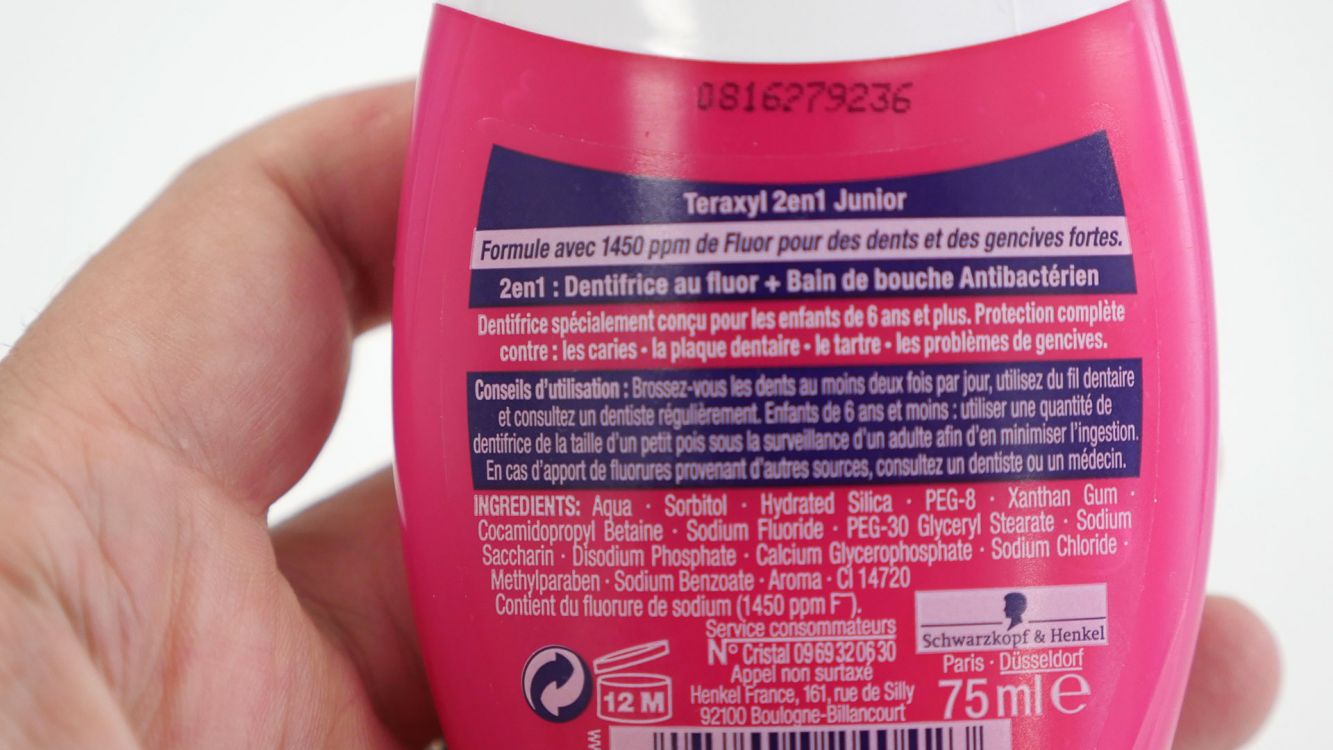 0816279236
Teraxyl 2en1 Junior
Formule avec 1450 ppm de Fluor pour des dents et des gencives fortes.
2en1 : Dentifrice au fluor + Bain de bouche Antibactérien
Dentifrice spécialement conçu pour les enfants de 6 ans et plus. Protection complète
contre : les caries • la plaque dentaire • le tartre • les problèmes de gencives.
Conseils d'utilisation : Brossez-vous les dents au moins deux fois par jour, utilisez du fil dentaire
et consultez un dentiste régulièrement. Enfants de 6 ans et moins : utiliser une quantité de
dentifrice de la taille d'un petit pois sous la surveillance d'un adulte afin d'en minimiser l'ingestion.
En cas d'apport de fluorures provenant d'autres sources, consultez un dentiste ou un médecin.
INGREDIENTS: Aqua · Sorbitol · Hydrated Silica · PEG-8 · Xanthan Gum ·
Cocamidopropyl Betaine · Sodium Fluoride · PEG-30 Glyceryl Stearate · Sodium
Saccharin · Disodium Phosphate · Calcium Glycerophosphate · Sodium Chloride ·
Methylparaben · Sodium Benzoate · Aroma · CI 14720
Contient du fluorure de sodium (1450 ppm F⁻).
Service consommateurs
N° Cristal 0969320630
Appel non surtaxé
Henkel France, 161, rue de Silly
92100 Boulogne-Billancourt
12 M
Schwarzkopf & Henkel
Paris · Düsseldorf
75 ml e